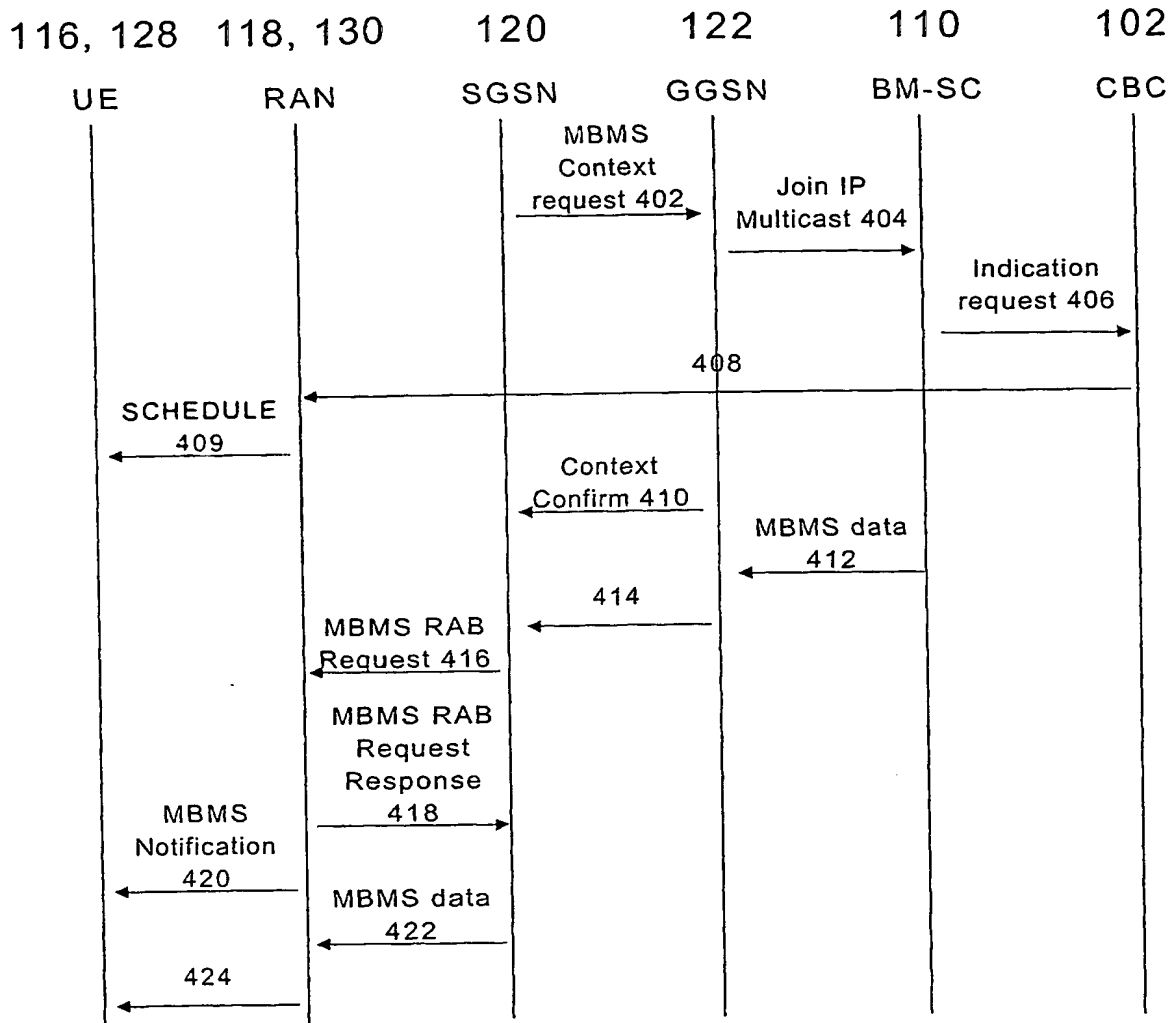 116, 128 118, 130 120 122 110 102
UE RAN SGSN GGSN BM-SC CBC
MBMS
Context
request 402
Join IP
Multicast 404
Indication
request 406
408
SCHEDULE
409
Context
Confirm 410
MBMS data
412
414
MBMS RAB
Request 416
MBMS RAB
Request
Response
418
MBMS
Notification
420
MBMS data
422
424